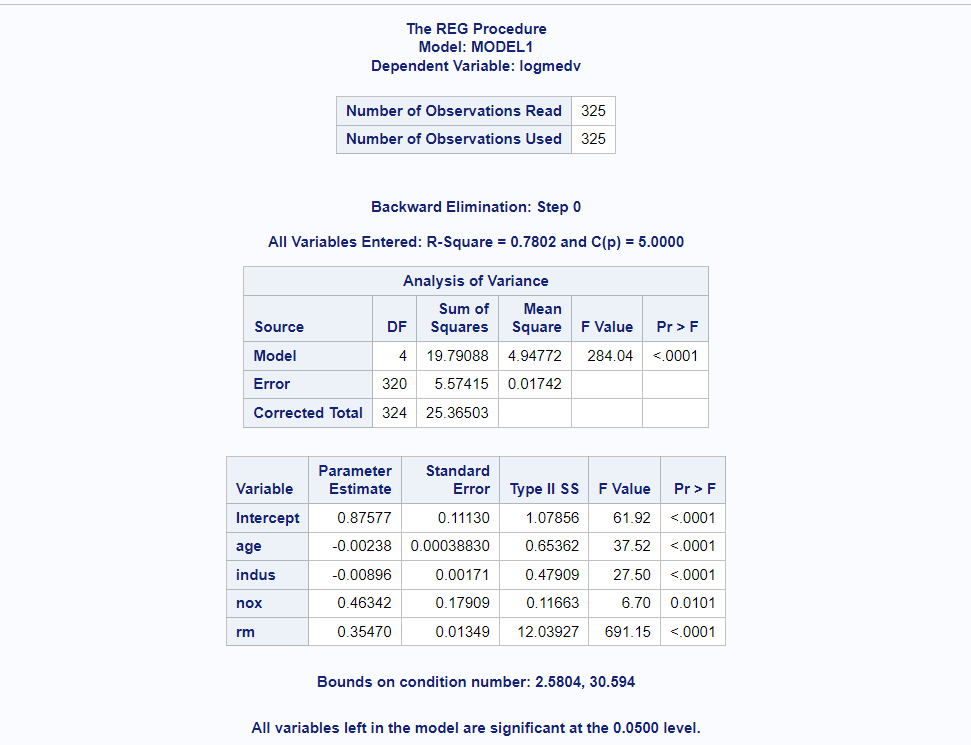 The REG Procedure
Model: MODEL1
Dependent Variable: logmedv
Number of Observations Read 325
Number of Observations Used 325
Backward Elimination: Step 0
All Variables Entered: R-Square = 0.7802 and C(p) = 5.0000
Analysis of Variance
Source DF Sum of Squares Mean Square F Value Pr > F
Model 4 19.79088 4.94772 284.04 <.0001
Error 320 5.57415 0.01742
Corrected Total 324 25.36503
Variable Parameter Estimate Standard Error Type II SS F Value Pr > F
Intercept 0.87577 0.11130 1.07856 61.92 <.0001
age -0.00238 0.00038830 0.65362 37.52 <.0001
indus -0.00896 0.00171 0.47909 27.50 <.0001
nox 0.46342 0.17909 0.11663 6.70 0.0101
rm 0.35470 0.01349 12.03927 691.15 <.0001
Bounds on condition number: 2.5804, 30.594
All variables left in the model are significant at the 0.0500 level.